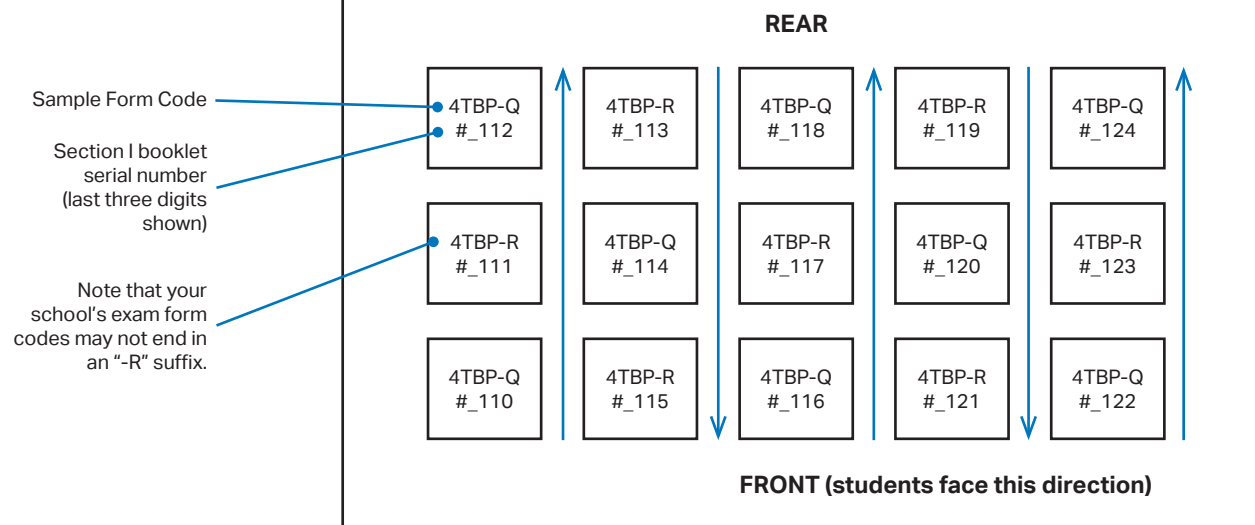 REAR
Sample Form Code
Section I booklet
serial number
(last three digits
shown)
Note that your
school's exam form
codes may not end in
an “-R” suffix.
4TBP-Q
#_112
4TBP-R
#_113
4TBP-Q
#_118
4TBP-R
#_119
4TBP-Q
#_124
4TBP-R
#_111
4TBP-Q
#_114
4TBP-R
#_117
4TBP-Q
#_120
4TBP-R
#_123
4TBP-Q
#_110
4TBP-R
#_115
4TBP-Q
#_116
4TBP-R
#_121
4TBP-Q
#_122
FRONT (students face this direction)